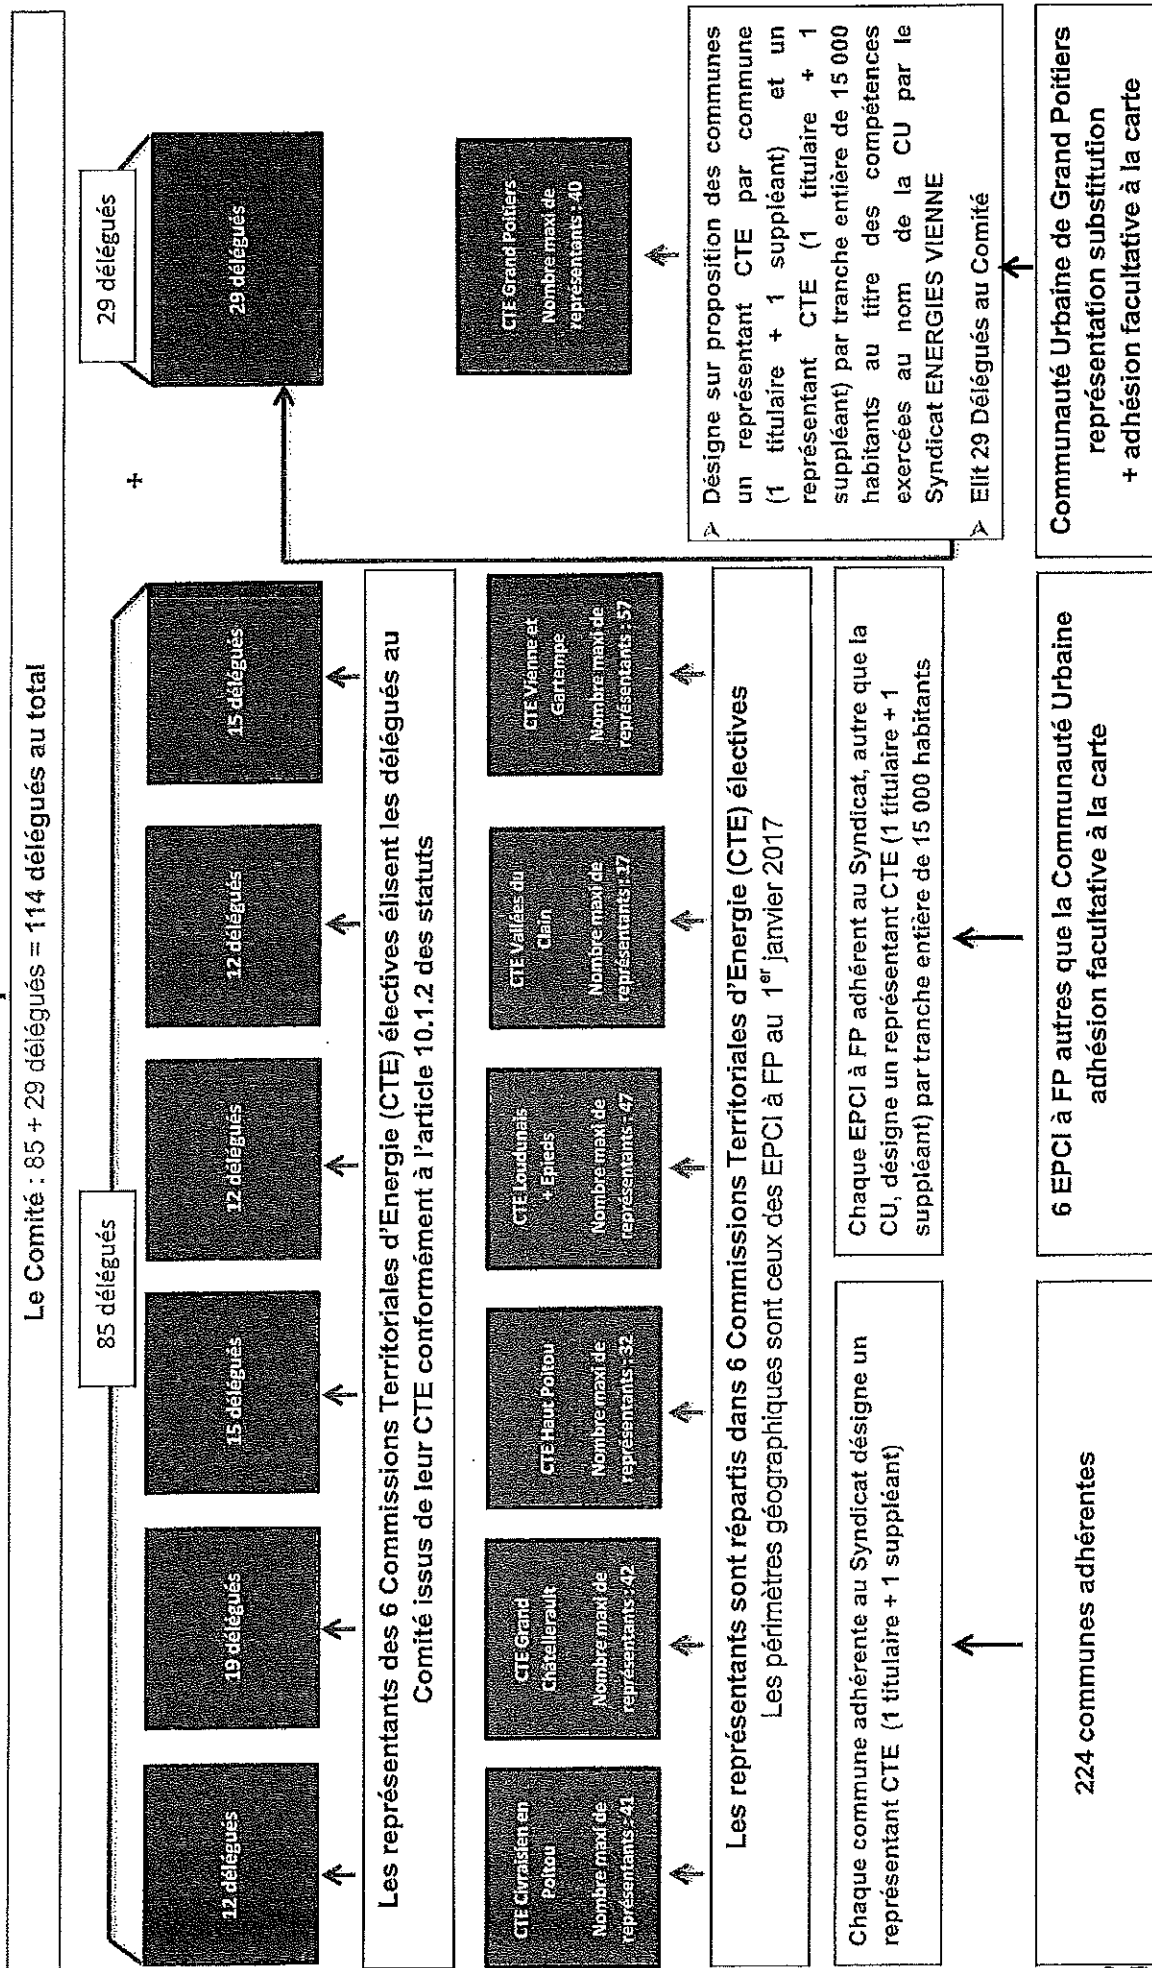 Le Comité : 85 + 29 délégués = 114 délégués au total
85 délégués
+
29 délégués
12 délégués
19 délégués
15 délégués
12 délégués
12 délégués
15 délégués
29 délégués
Les représentants des 6 Commissions Territoriales d'Energie (CTE) électives élisent les délégués au
Comité issus de leur CTE conformément à l'article 10.1.2 des statuts
CTE Civraisien en
Poitou
Nombre maxi de
représentants : 41
CTE Grand
Châtellerault
Nombre maxi de
représentants : 42
CTE Haut Poitou
Nombre maxi de
représentants : 32
CTE Loudunais
+ Epieds
Nombre maxi de
représentants : 47
CTE Vallées du
Clain
Nombre maxi de
représentants : 17
CTE Vienne et
Gartempe
Nombre maxi de
représentants : 57
CTE Grand Poitiers
Nombre maxi de
représentants : 40
Les représentants sont répartis dans 6 Commissions Territoriales d'Energie (CTE) électives
Les périmètres géographiques sont ceux des EPCI à FP au 1er janvier 2017
Chaque commune adhérente au Syndicat désigne un
représentant CTE (1 titulaire + 1 suppléant)
Chaque EPCI à FP adhérent au Syndicat, autre que la
CU, désigne un représentant CTE (1 titulaire + 1
suppléant) par tranche entière de 15 000 habitants
➢ Désigne sur proposition des communes
un représentant CTE par commune
(1 titulaire + 1 suppléant) et un
représentant CTE (1 titulaire + 1
suppléant) par tranche entière de 15 000
habitants au titre des compétences
exercées au nom de la CU par le
Syndicat ENERGIES VIENNE
➢ Elit 29 Délégués au Comité
224 communes adhérentes
6 EPCI à FP autres que la Communauté Urbaine
adhésion facultative à la carte
Communauté Urbaine de Grand Poitiers
représentation substitution
+ adhésion facultative à la carte